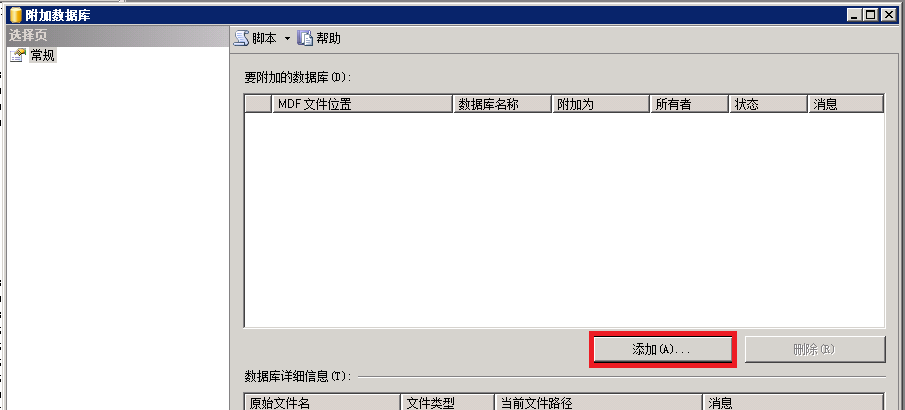 附加数据库
选择页
常规
脚本 帮助
要附加的数据库(D):
MDF 文件位置 数据库名称 附加为 所有者 状态 消息
添加(A)... 删除(R)
数据库详细信息(T):
原始文件名 文件类型 当前文件路径 消息